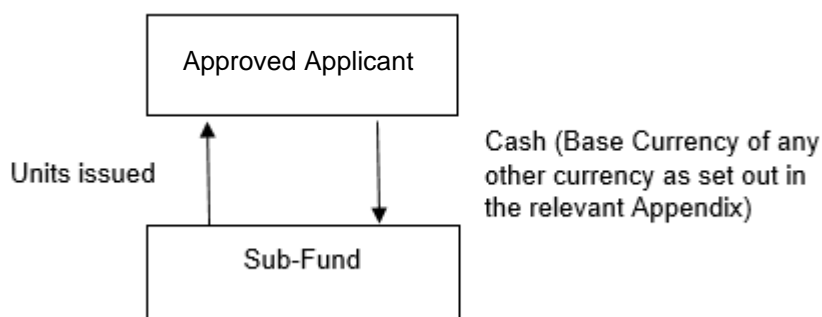 Approved Applicant
Units issued
Cash (Base Currency of any
other currency as set out in
the relevant Appendix)
Sub-Fund